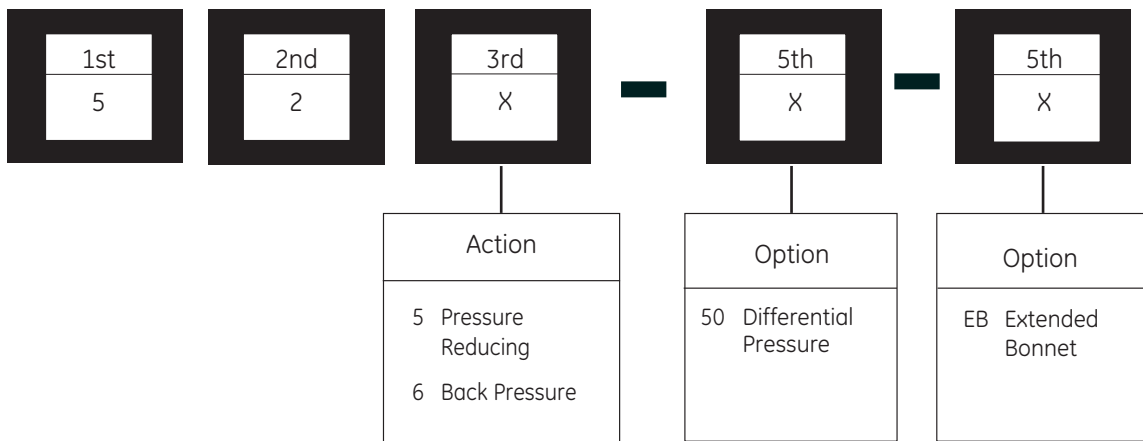 1st
5
2nd
2
3rd
X
5th
X
5th
X
Action
5 Pressure
Reducing
6 Back Pressure
Option
50 Differential
Pressure
Option
EB Extended
Bonnet